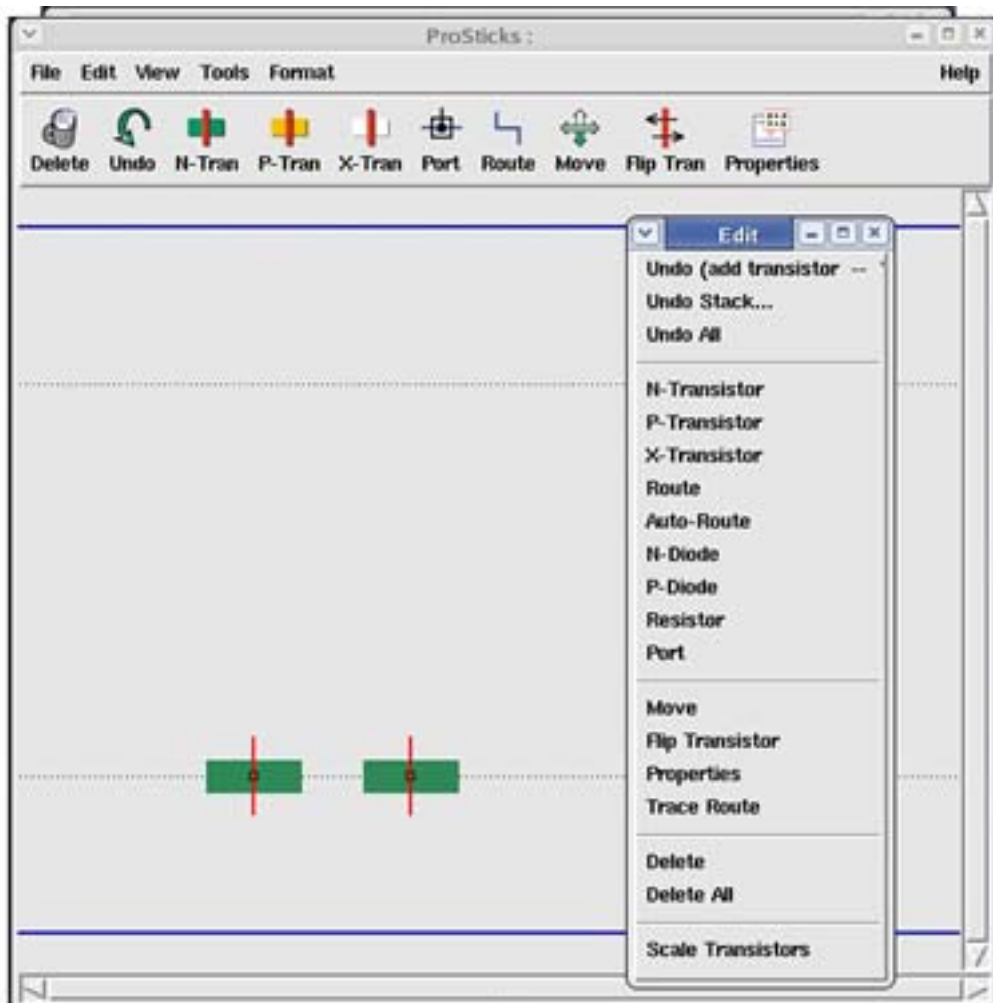 ProSticks :
File Edit View Tools Format Help
Delete Undo N-Tran P-Tran X-Tran Port Route Move Flip Tran Properties
Edit
Undo (add transistor --
Undo Stack...
Undo All
N-Transistor
P-Transistor
X-Transistor
Route
Auto-Route
N-Diode
P-Diode
Resistor
Port
Move
Flip Transistor
Properties
Trace Route
Delete
Delete All
Scale Transistors